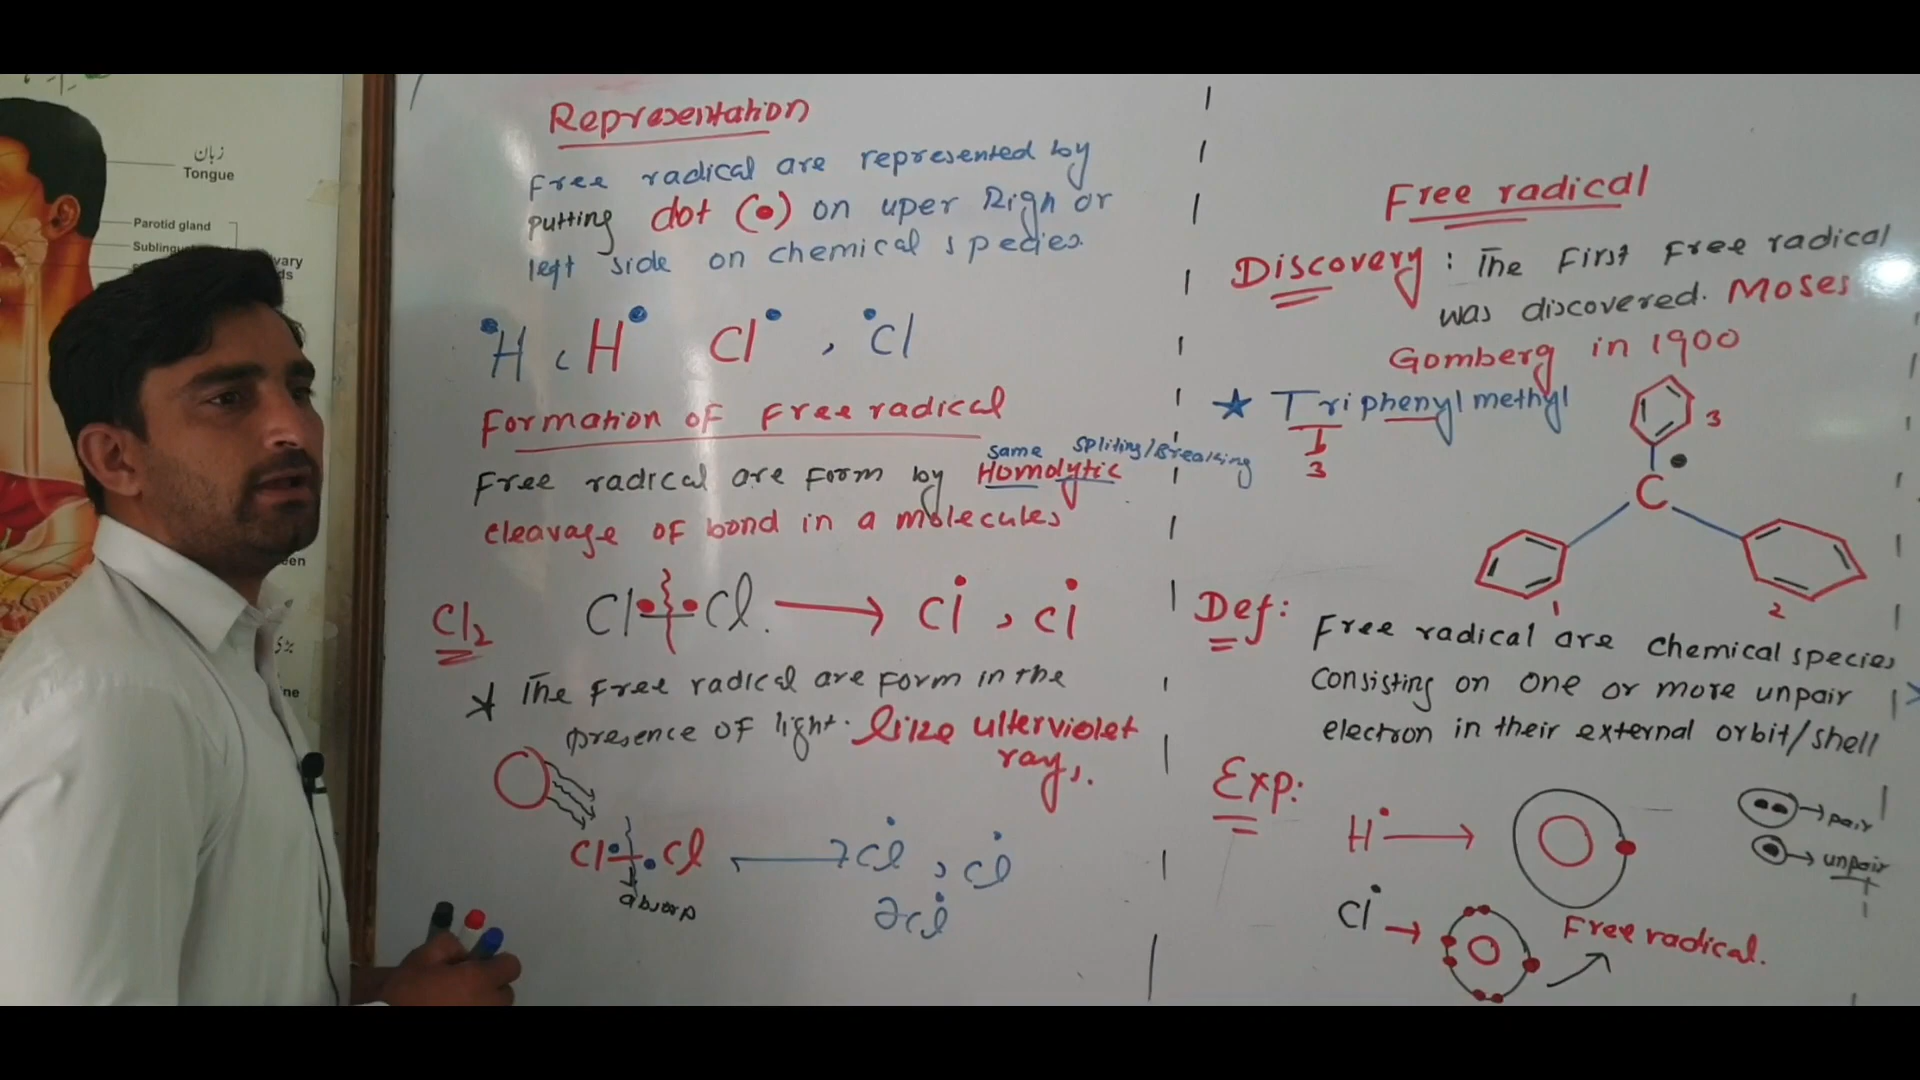 زبان
Tongue
Parotid gland
Representation
Free radical are represented by
putting dot (•) on uper Righ or
left side on chemical species.
•H , H• Cl• , •Cl
Formation of Free radical
same spliting/Breaking
Free radical are form by Homolytic
cleavage of bond in a molecules
Cl2
Cl • • Cl. → Cl• , Cl•
★ The free radical are form in the
presence of light. like ulterviolet
rays.
Cl • • Cl → Cl• , Cl•
absorp
2Cl•
Free radical
Discovery : The First Free radical
was discovered. Moses
Gomberg in 1900
★ Triphenyl methyl
3
3
C •
1
2
Def: Free radical are chemical species
consisting on one or more unpair
electron in their external orbit/shell
Exp:
H• →
→ pair
→ unpair
Cl• →
Free radical.